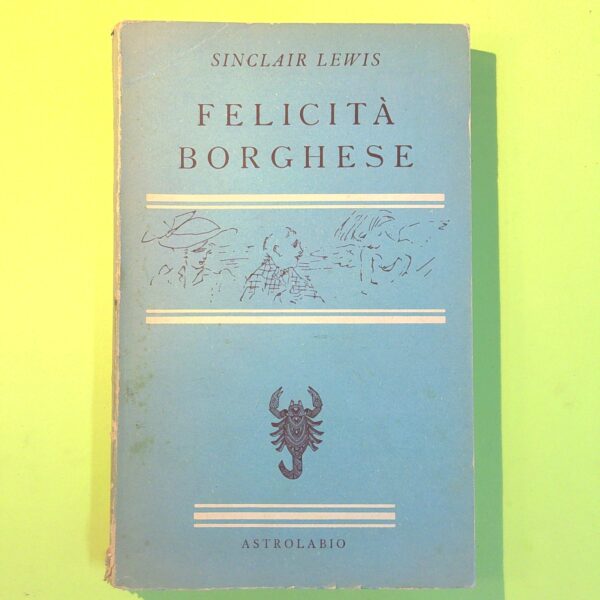 SINCLAIR LEWIS
FELICITÀ
BORGHESE
ASTROLABIO